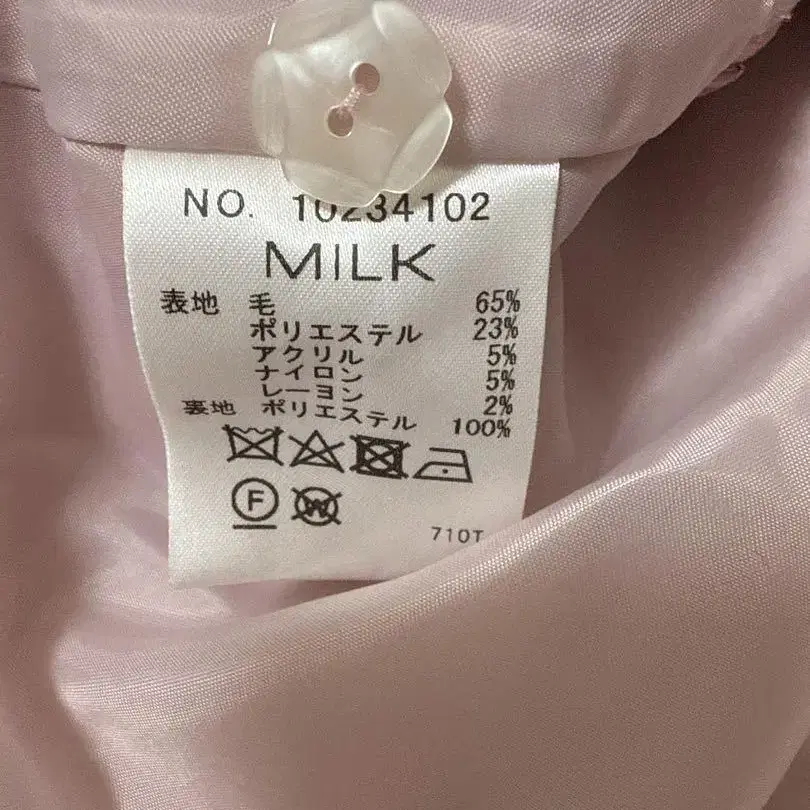 NO. 10234102
MILK
表地 毛 65%
ポリエステル 23%
アクリル 5%
ナイロン 5%
レーヨン 2%
裏地 ポリエステル 100%
F W
710T